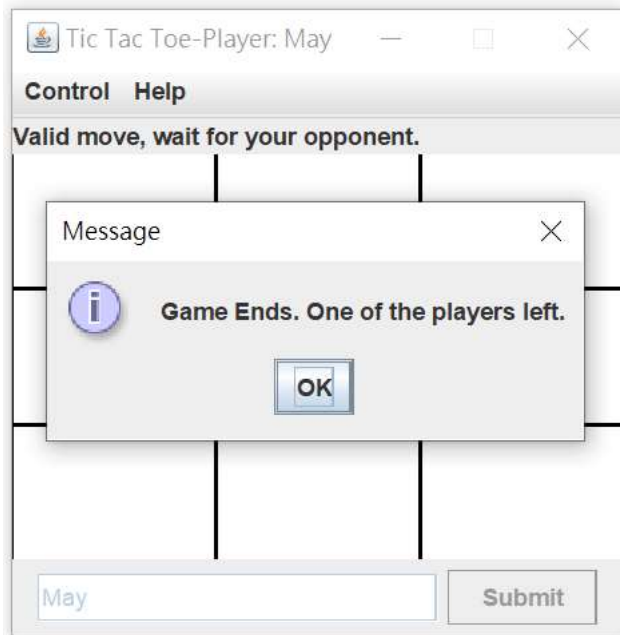 Tic Tac Toe-Player: May
Control Help
Valid move, wait for your opponent.
Message
Game Ends. One of the players left.
OK
May
Submit